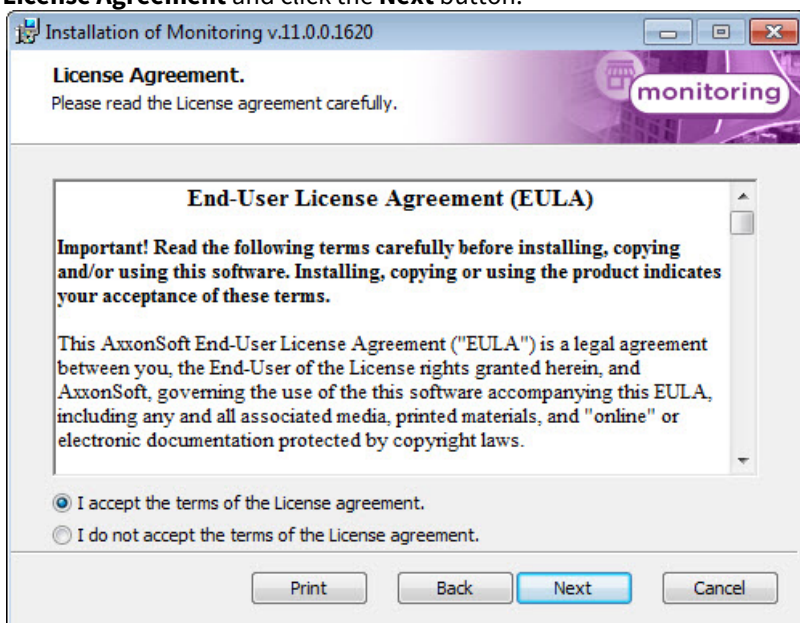 License Agreement and click the Next button.
Installation of Monitoring v.11.0.0.1620
License Agreement.
Please read the License agreement carefully.
monitoring
End-User License Agreement (EULA)
Important! Read the following terms carefully before installing, copying
and/or using this software. Installing, copying or using the product indicates
your acceptance of these terms.
This AxxonSoft End-User License Agreement ("EULA") is a legal agreement
between you, the End-User of the License rights granted herein, and
AxxonSoft, governing the use of the this software accompanying this EULA,
including any and all associated media, printed materials, and "online" or
electronic documentation protected by copyright laws.
I accept the terms of the License agreement.
I do not accept the terms of the License agreement.
Print Back Next Cancel